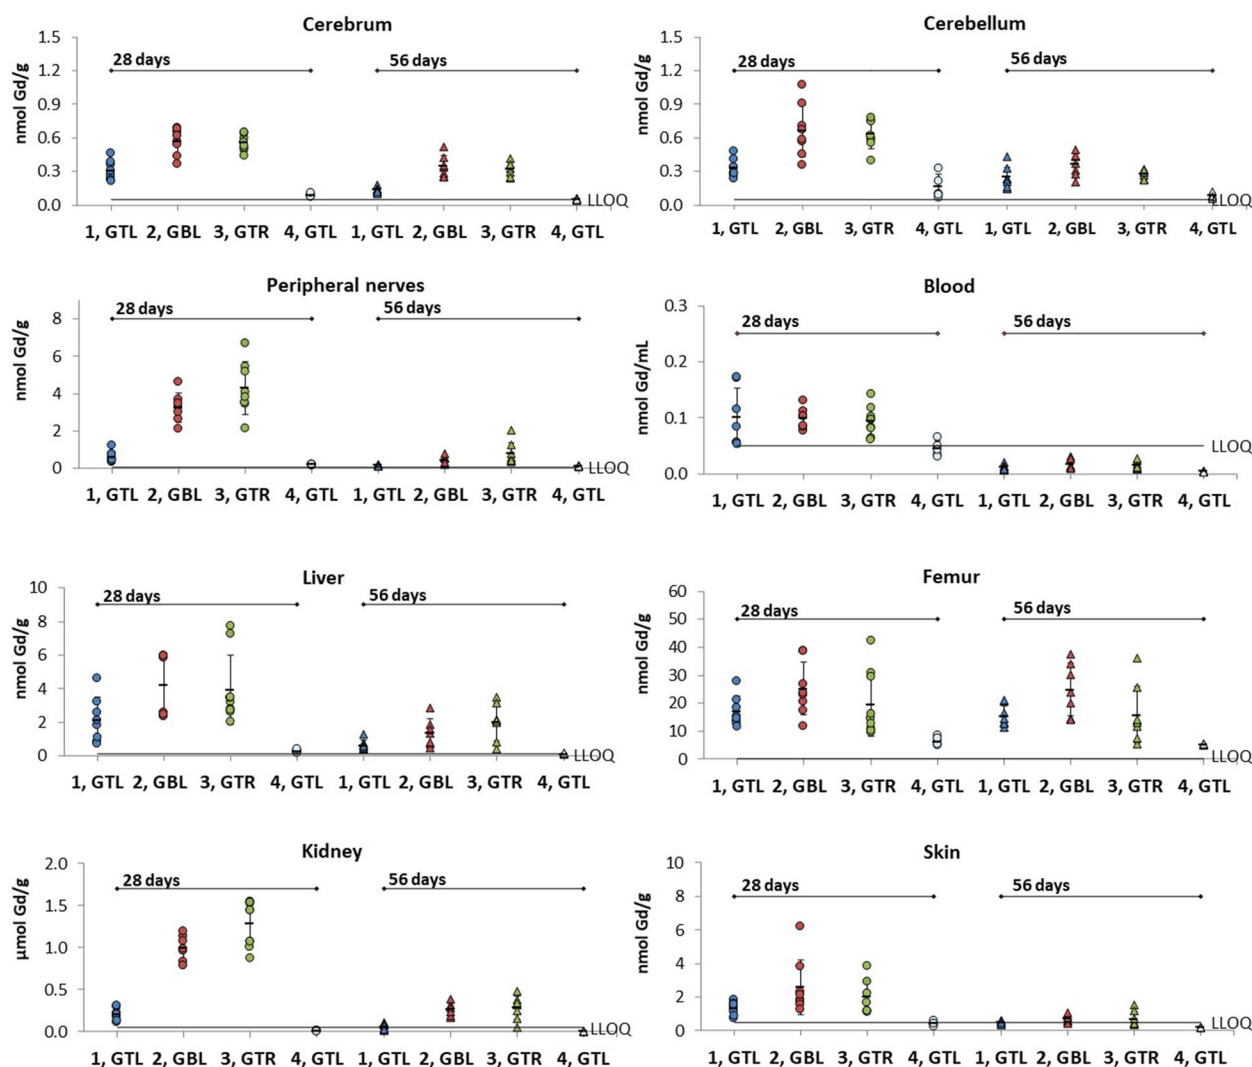 Cerebrum
nmol Gd/g
1.5
1.2
0.9
0.6
0.3
0.0
28 days
56 days
LLOQ
1, GTL 2, GBL 3, GTR 4, GTL 1, GTL 2, GBL 3, GTR 4, GTL
Cerebellum
nmol Gd/g
1.5
1.2
0.9
0.6
0.3
0.0
28 days
56 days
LLOQ
1, GTL 2, GBL 3, GTR 4, GTL 1, GTL 2, GBL 3, GTR 4, GTL
Peripheral nerves
nmol Gd/g
8
6
4
2
0
28 days
56 days
LLOQ
1, GTL 2, GBL 3, GTR 4, GTL 1, GTL 2, GBL 3, GTR 4, GTL
Blood
nmol Gd/mL
0.3
0.2
0.1
0.0
28 days
56 days
LLOQ
1, GTL 2, GBL 3, GTR 4, GTL 1, GTL 2, GBL 3, GTR 4, GTL
Liver
nmol Gd/g
10
8
6
4
2
0
28 days
56 days
LLOQ
1, GTL 2, GBL 3, GTR 4, GTL 1, GTL 2, GBL 3, GTR 4, GTL
Femur
nmol Gd/g
60
50
40
30
20
10
0
28 days
56 days
LLOQ
1, GTL 2, GBL 3, GTR 4, GTL 1, GTL 2, GBL 3, GTR 4, GTL
Kidney
μmol Gd/g
2.0
1.5
1.0
0.5
0.0
28 days
56 days
LLOQ
1, GTL 2, GBL 3, GTR 4, GTL 1, GTL 2, GBL 3, GTR 4, GTL
Skin
nmol Gd/g
10
8
6
4
2
0
28 days
56 days
LLOQ
1, GTL 2, GBL 3, GTR 4, GTL 1, GTL 2, GBL 3, GTR 4, GTL